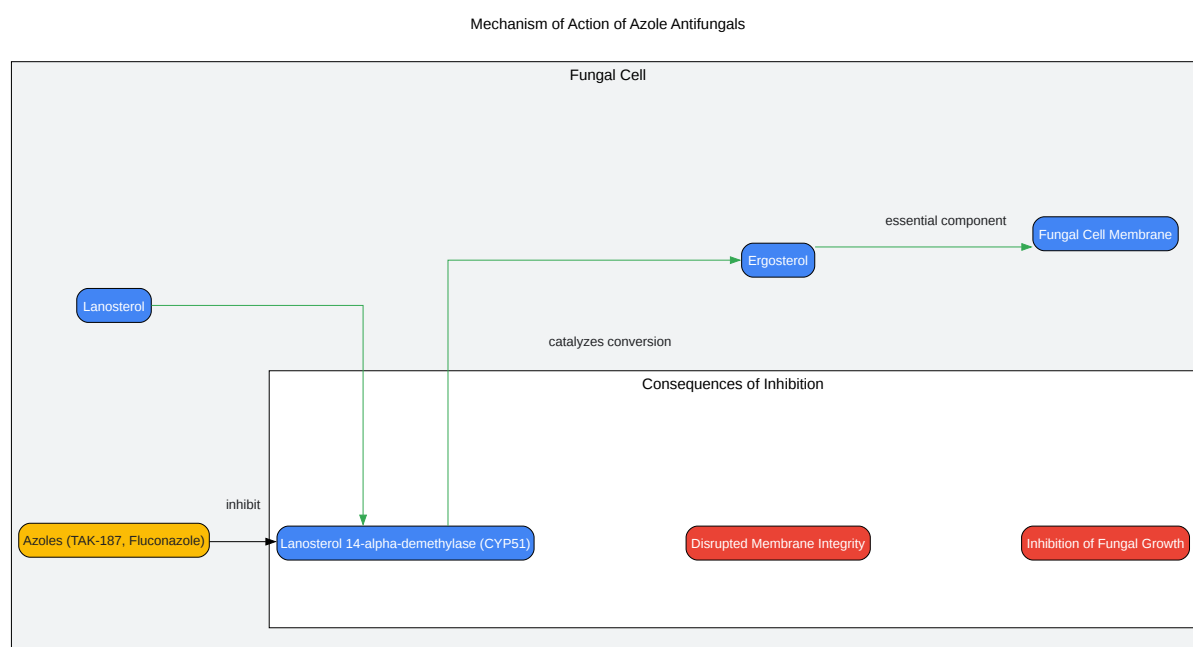 Mechanism of Action of Azole Antifungals
Fungal Cell
essential component
Fungal Cell Membrane
Ergosterol
Lanosterol
catalyzes conversion
Consequences of Inhibition
inhibit
Azoles (TAK-187, Fluconazole)
Lanosterol 14-alpha-demethylase (CYP51)
Disrupted Membrane Integrity
Inhibition of Fungal Growth